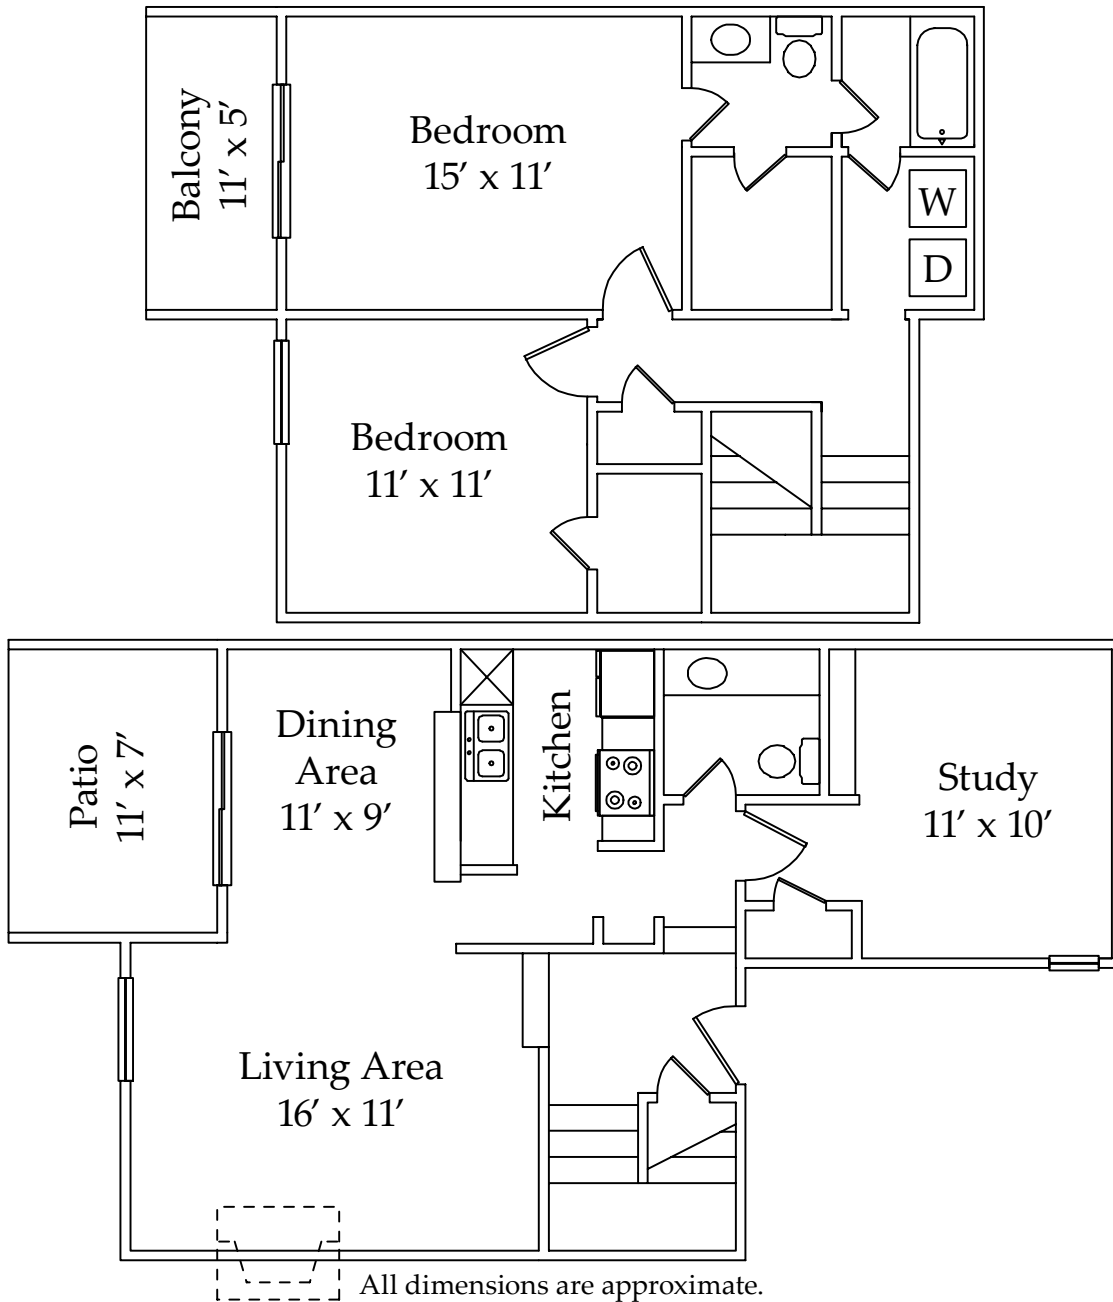 Balcony
11′ x 5′
Bedroom
15′ x 11′
W
D
Bedroom
11′ x 11′
Patio
11′ x 7′
Dining
Area
11′ x 9′
Kitchen
Study
11′ x 10′
Living Area
16′ x 11′
All dimensions are approximate.